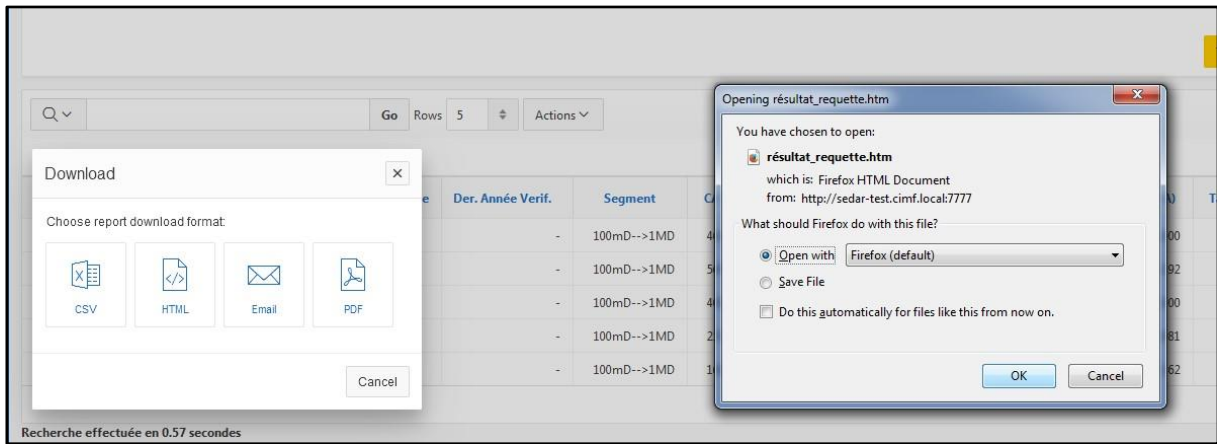 Go Rows 5 Actions
Download
Choose report download format:
CSV HTML Email PDF
Cancel
Der. Année Verif. Segment
- 100mD-->1MD
- 100mD-->1MD
- 100mD-->1MD
- 100mD-->1MD
- 100mD-->1MD
Recherche effectuée en 0.57 secondes
Opening résultat_requette.htm
You have chosen to open:
résultat_requette.htm
which is: Firefox HTML Document
from: http://sedar-test.cimf.local:7777
What should Firefox do with this file?
Open with Firefox (default)
Save File
Do this automatically for files like this from now on.
OK Cancel